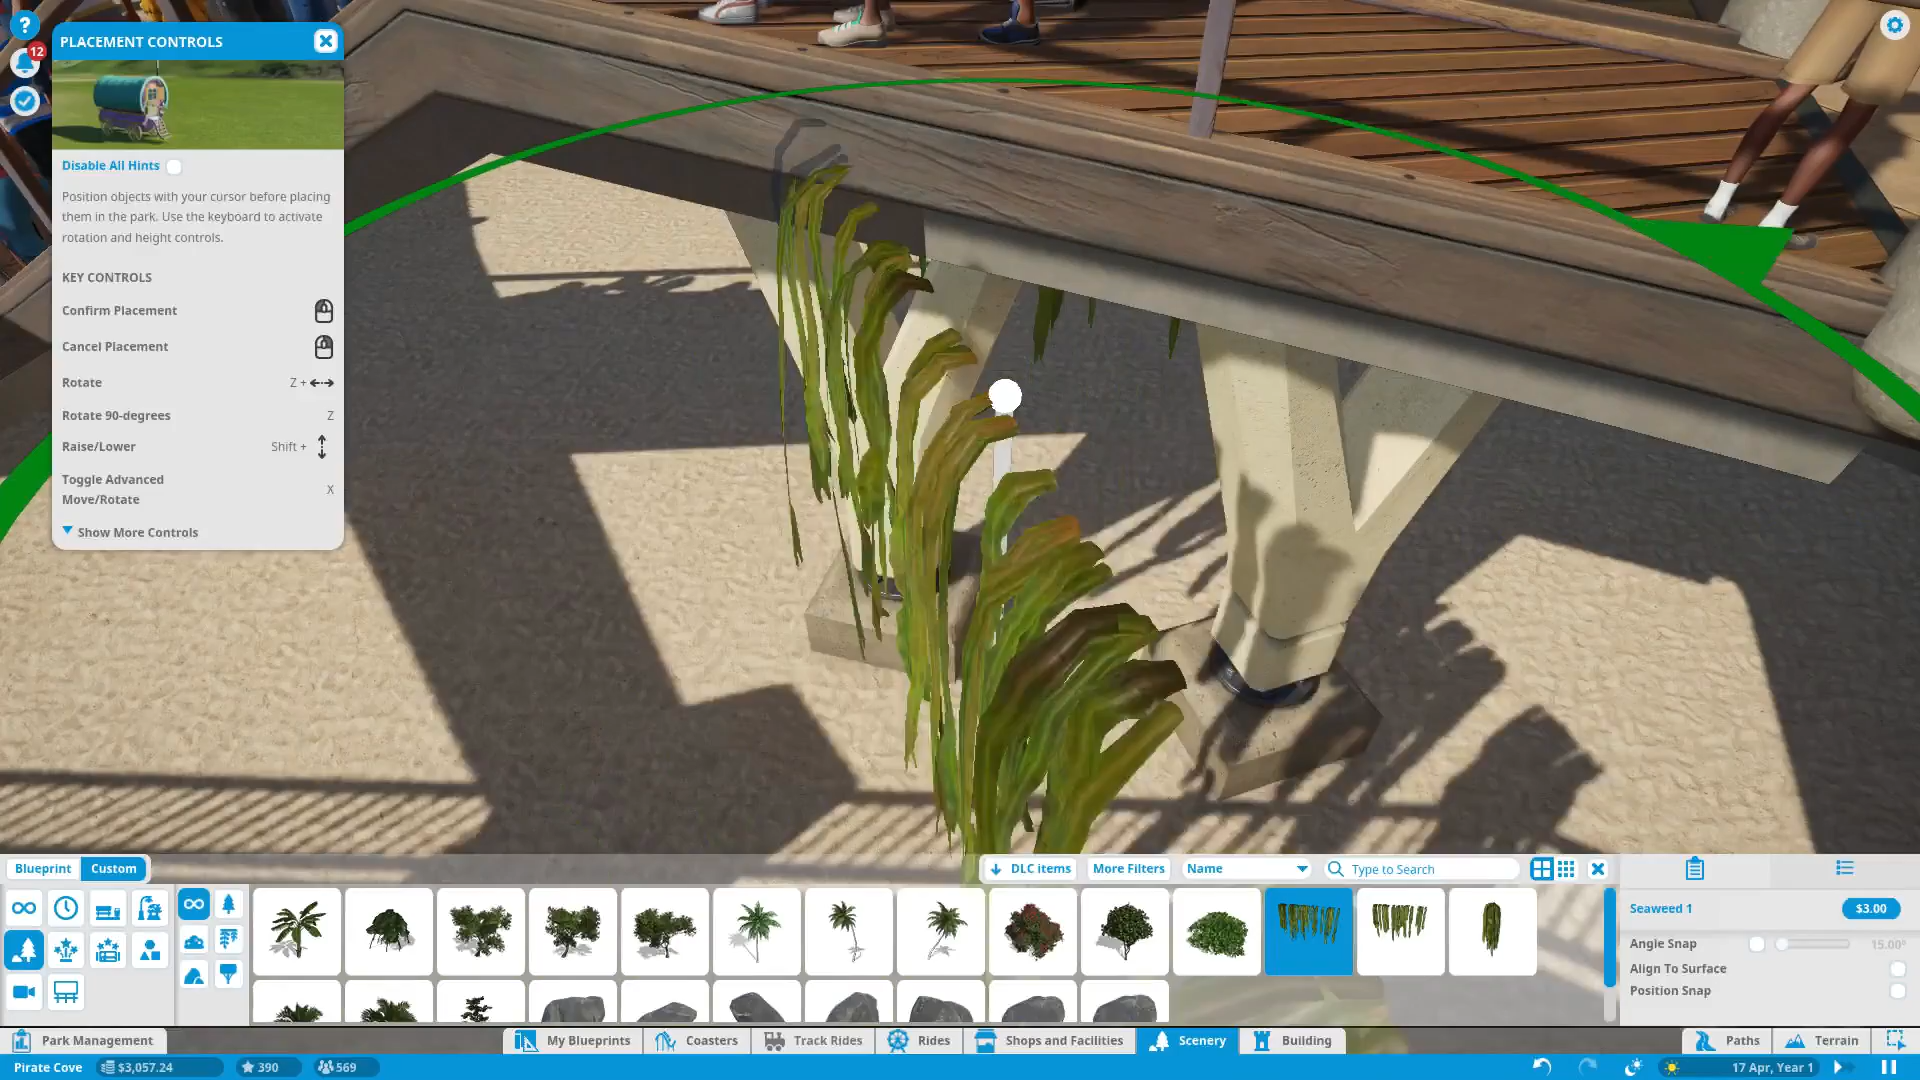 ?
12
PLACEMENT CONTROLS
Disable All Hints
Position objects with your cursor before placing
them in the park. Use the keyboard to activate
rotation and height controls.
KEY CONTROLS
Confirm Placement
Cancel Placement
Rotate Z +
Rotate 90-degrees Z
Raise/Lower Shift +
Toggle Advanced
Move/Rotate X
Show More Controls
Blueprint Custom DLC items More Filters Name Type to Search
Seaweed 1 $3.00
Angle Snap 15.00°
Align To Surface
Position Snap
Park Management My Blueprints Coasters Track Rides Rides Shops and Facilities Scenery Building Paths Terrain
Pirate Cove $3,057.24 390 569 17 Apr, Year 1